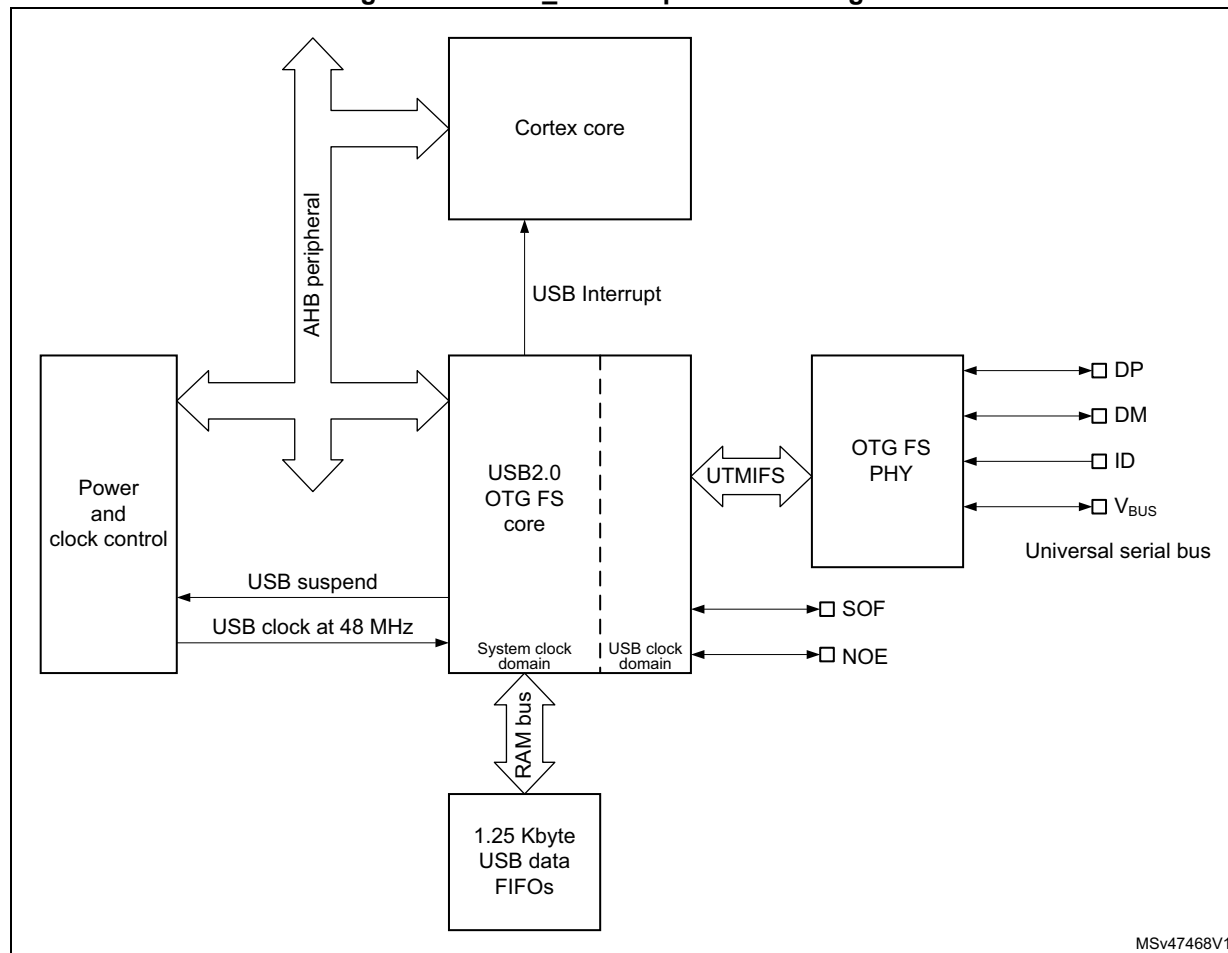 Cortex core
AHB peripheral
USB Interrupt
Power
and
clock control
USB2.0
OTG FS
core
UTMIFS
OTG FS
PHY
DP
DM
ID
VBUS
Universal serial bus
USB suspend
USB clock at 48 MHz
System clock
domain
USB clock
domain
SOF
NOE
RAM bus
1.25 Kbyte
USB data
FIFOs
MSv47468V1